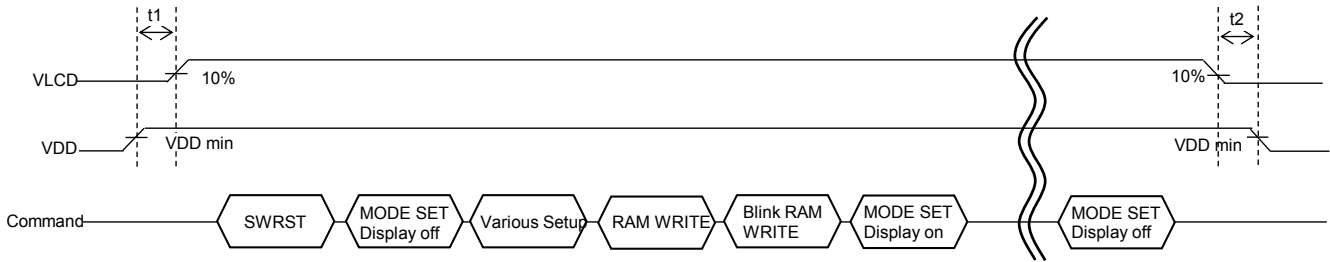 t1
t2
VLCD
10%
10%
VDD
VDD min
VDD min
Command
SWRST
MODE SET
Display off
Various Setup
RAM WRITE
Blink RAM
WRITE
MODE SET
Display on
MODE SET
Display off